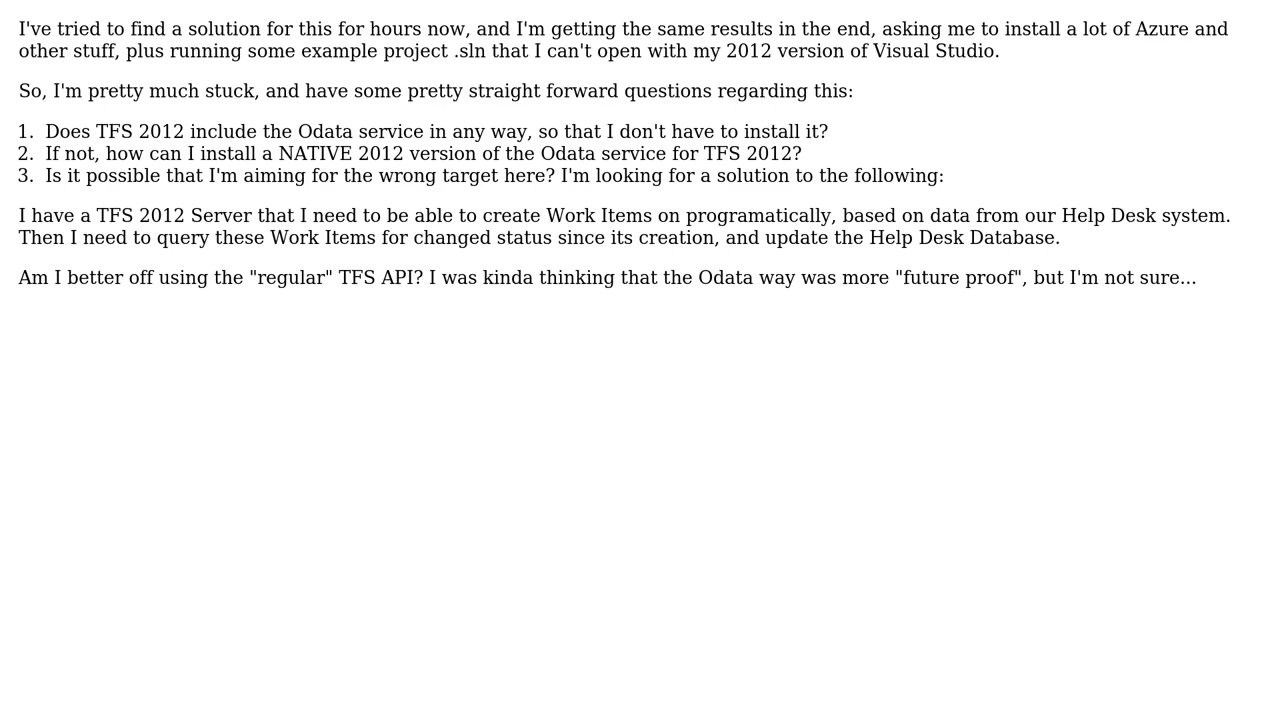 I've tried to find a solution for this for hours now, and I'm getting the same results in the end, asking me to install a lot of Azure and
other stuff, plus running some example project .sln that I can't open with my 2012 version of Visual Studio.
So, I'm pretty much stuck, and have some pretty straight forward questions regarding this:
1. Does TFS 2012 include the Odata service in any way, so that I don't have to install it?
2. If not, how can I install a NATIVE 2012 version of the Odata service for TFS 2012?
3. Is it possible that I'm aiming for the wrong target here? I'm looking for a solution to the following:
I have a TFS 2012 Server that I need to be able to create Work Items on programatically, based on data from our Help Desk system.
Then I need to query these Work Items for changed status since its creation, and update the Help Desk Database.
Am I better off using the "regular" TFS API? I was kinda thinking that the Odata way was more "future proof", but I'm not sure...